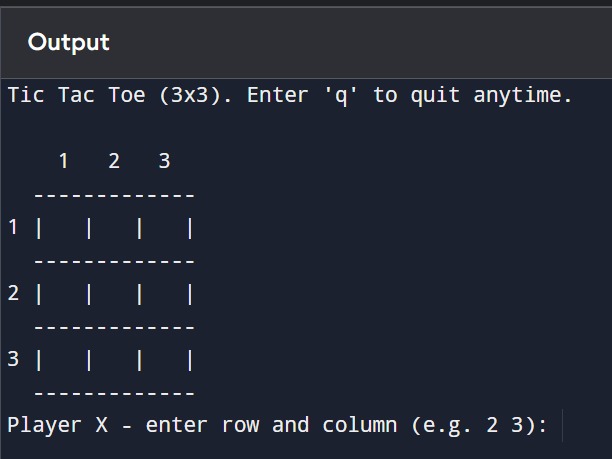 Output
Tic Tac Toe (3x3). Enter 'q' to quit anytime.
    1   2   3
  -------------
1 |   |   |   |
  -------------
2 |   |   |   |
  -------------
3 |   |   |   |
  -------------
Player X - enter row and column (e.g. 2 3):